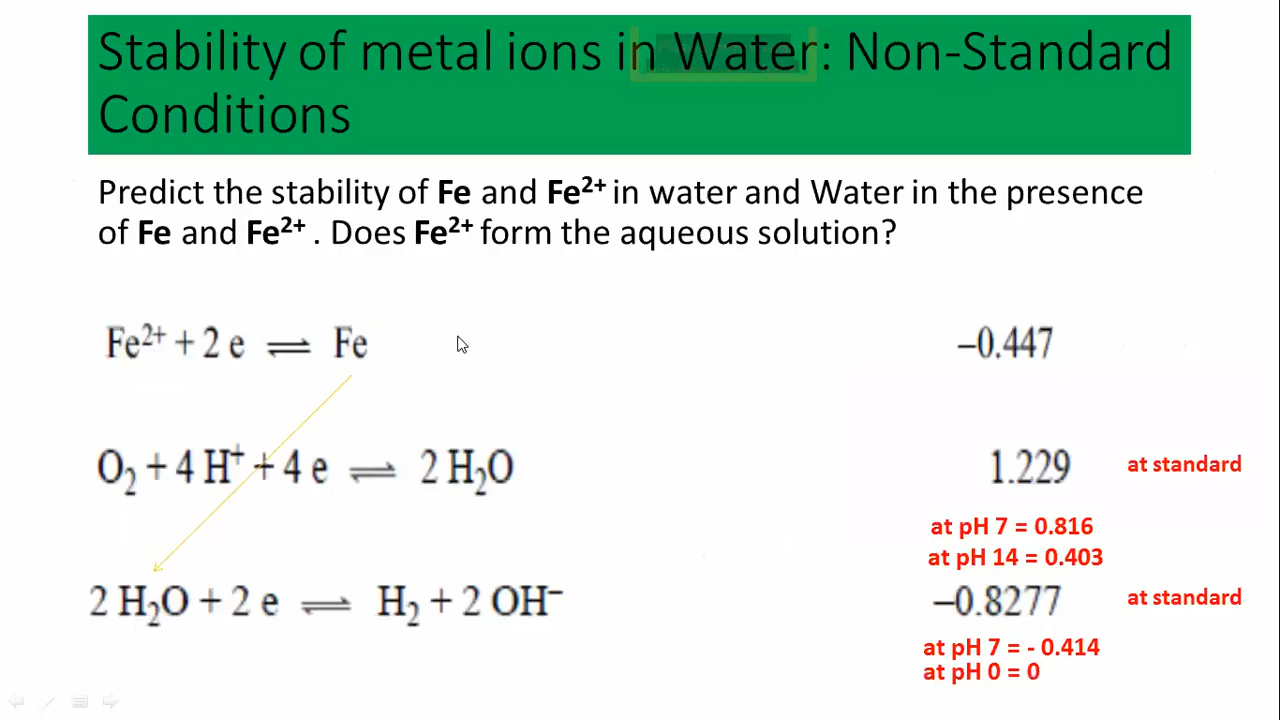 Stability of metal ions in Water: Non-Standard
Conditions
Predict the stability of Fe and Fe²⁺ in water and Water in the presence
of Fe and Fe²⁺ . Does Fe²⁺ form the aqueous solution?
Fe²⁺ + 2 e ⇌ Fe −0.447
O₂ + 4 H⁺ + 4 e ⇌ 2 H₂O 1.229 at standard
at pH 7 = 0.816
at pH 14 = 0.403
2 H₂O + 2 e ⇌ H₂ + 2 OH⁻ −0.8277 at standard
at pH 7 = - 0.414
at pH 0 = 0